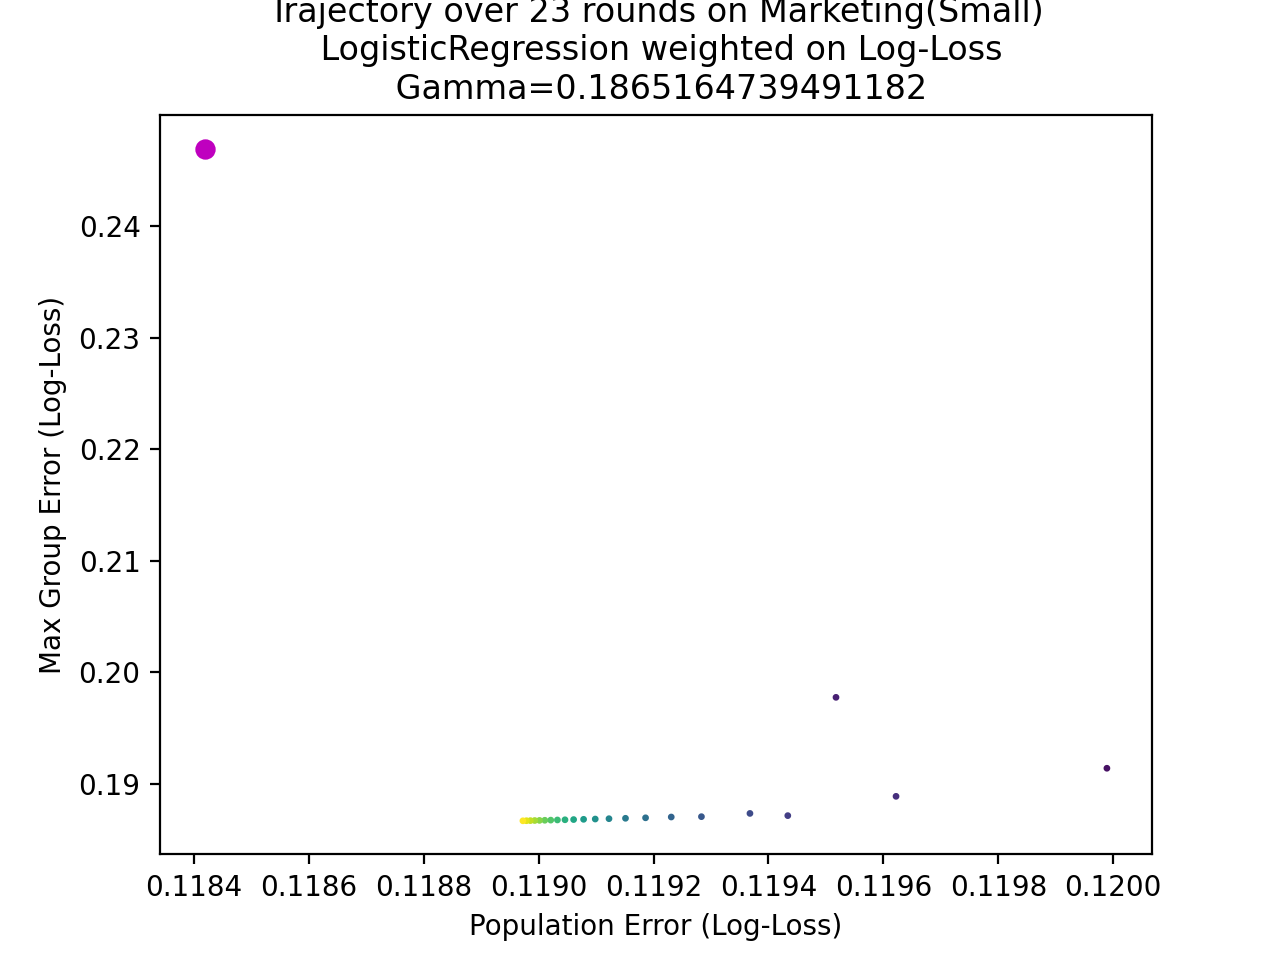 Trajectory over 23 rounds on Marketing(Small)
LogisticRegression weighted on Log-Loss
Gamma=0.1865164739491182
0.24
0.23
0.22
0.21
0.20
0.19
Max Group Error (Log-Loss)
0.1184 0.1186 0.1188 0.1190 0.1192 0.1194 0.1196 0.1198 0.1200
Population Error (Log-Loss)